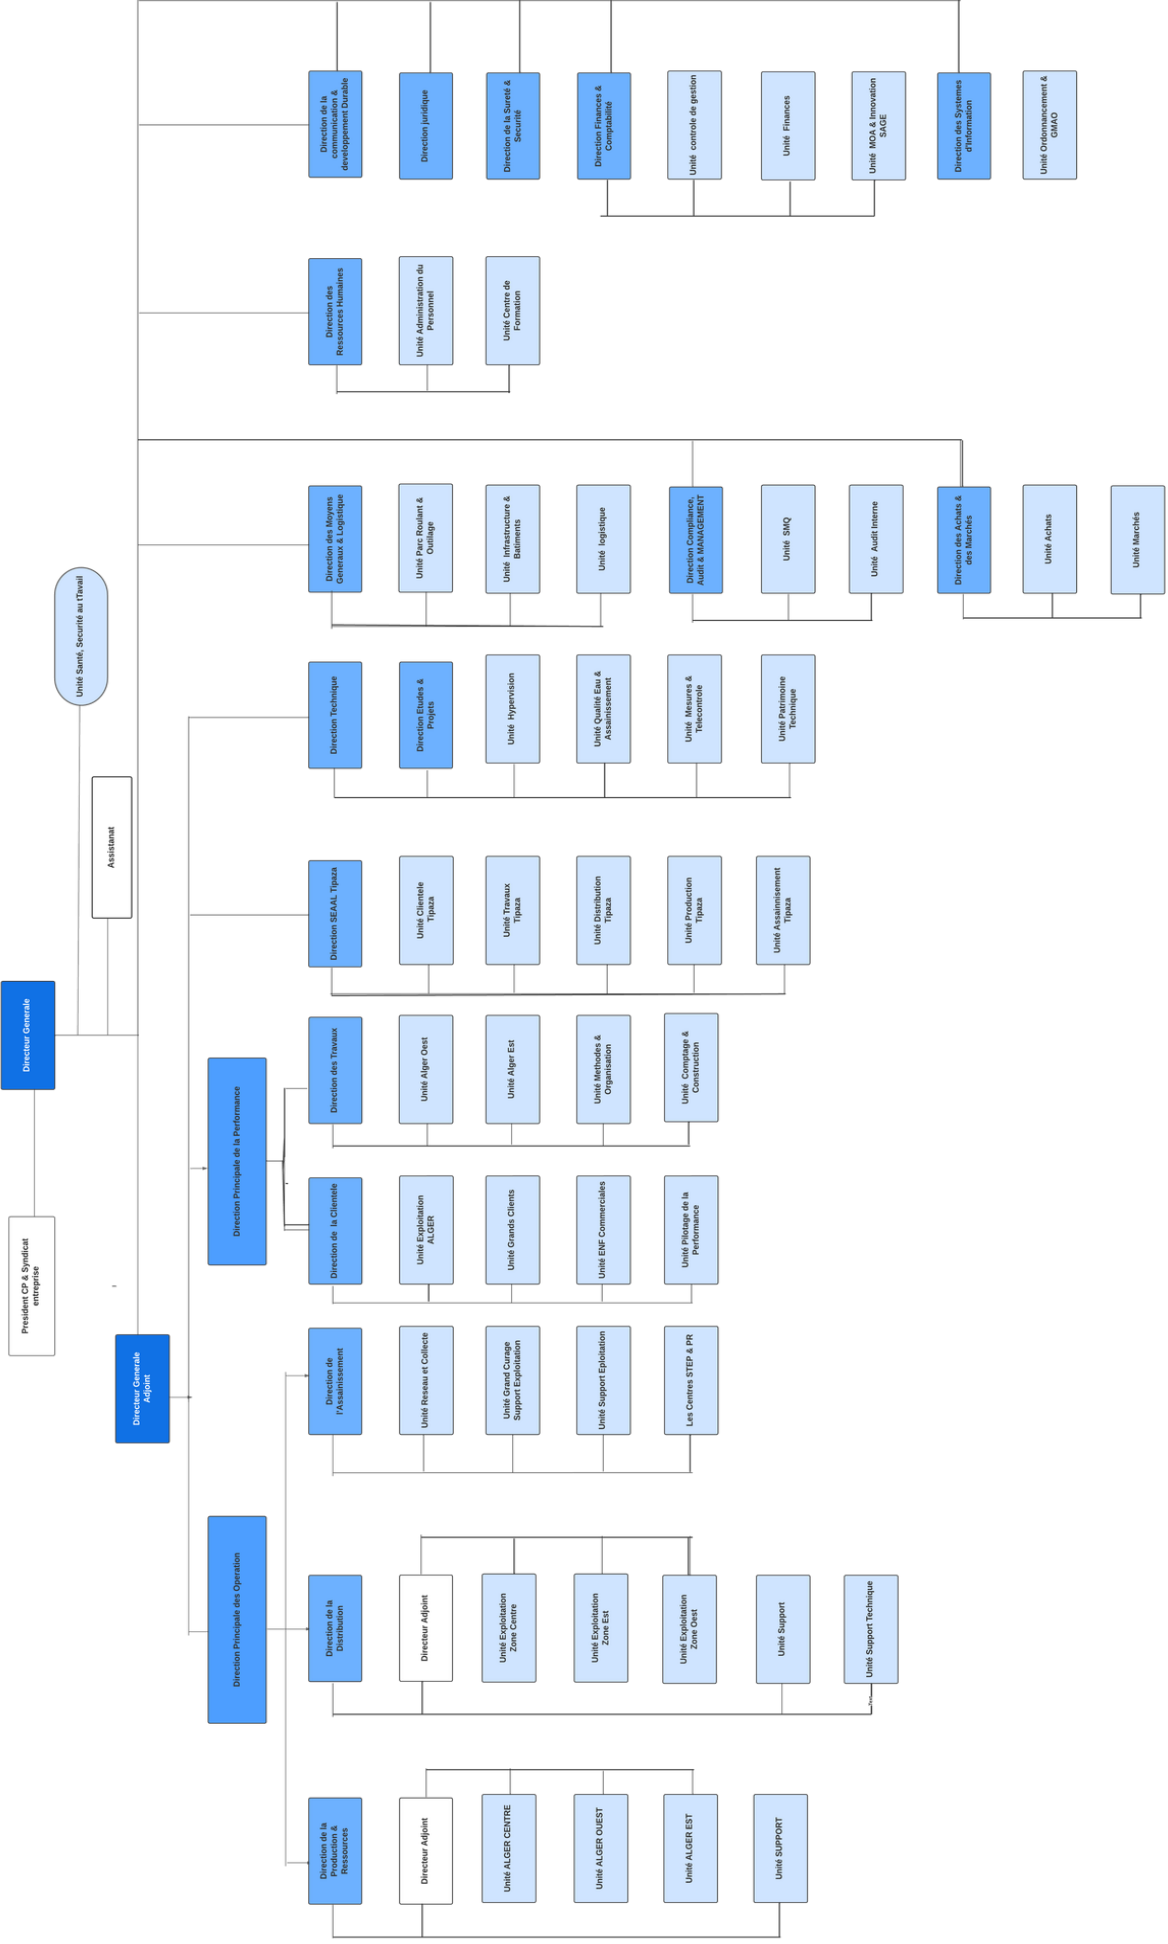 Directeur Generale
President CP & Syndicat
entreprise
Unité Santé, Securité au tTavail
Assistanat
Directeur Generale
Adjoint
Direction Principale des Operation
Direction Principale de la Performance
Direction de la
Production &
Ressources
Directeur Adjoint
Unité ALGER CENTRE
Unité ALGER OUEST
Unité ALGER EST
Unité SUPPORT
Direction de la
Distribution
Directeur Adjoint
Unité Exploitation
Zone Centre
Unité Exploitation
Zone Est
Unité Exploitation
Zone Oest
Unité Support
Unité Support Technique
Text
Direction de
l'Assainissement
Unité Reseau et Collecte
Unité Grand Curage
Support Exploitation
Unité Support Eploitation
Les Centres STEP & PR
Direction de la Clientele
Unité Exploitation
ALGER
Unité Grands Clients
Unité ENF Commerciales
Unité Pilotage de la
Performance
Direction des Travaux
Unité Alger Oest
Unité Alger Est
Unité Methodes &
Organisation
Unité Comptage &
Construction
Direction SEAAL Tipaza
Unité Clientele
Tipaza
Unité Travaux
Tipaza
Unité Distribution
Tipaza
Unité Production
Tipaza
Unité Assainnisement
Tipaza
Direction Technique
Direction Etudes &
Projets
Unité Hypervision
Unité Qualité Eau &
Assainissement
Unité Mesures &
Telecontrole
Unité Patrimoine
Technique
Direction des Moyens
Generaux & Logistique
Unité Parc Roulant &
Outilage
Unité Infrastructure &
Batiments
Unité logistique
Direction Compliance,
Audit & MANAGEMENT
Unité SMQ
Unité Audit Interne
Direction des Achats &
des Marchés
Unité Achats
Unité Marchés
Direction des
Ressources Humaines
Unité Administration du
Personnel
Unité Centre de
Formation
Direction de la
communication &
developpement Durable
Direction juridique
Direction de la Sureté &
Securité
Direction Finances &
Comptabilité
Unité controle de gestion
Unité Finances
Unité MOA & Innovation
SAGE
Direction des Systemes
d'Information
Unité Ordonnancement &
GMAO